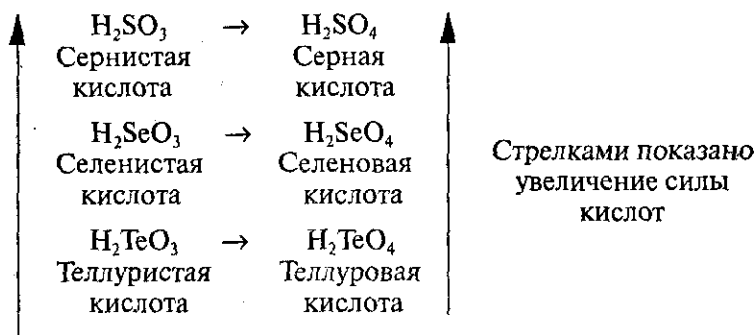 H₂SO₃ → H₂SO₄
Сернистая Серная
кислота кислота
H₂SeO₃ → H₂SeO₄
Селенистая Селеновая
кислота кислота
H₂TeO₃ → H₂TeO₄
Теллуристая Теллуровая
кислота кислота
Стрелками показано
увеличение силы
кислот